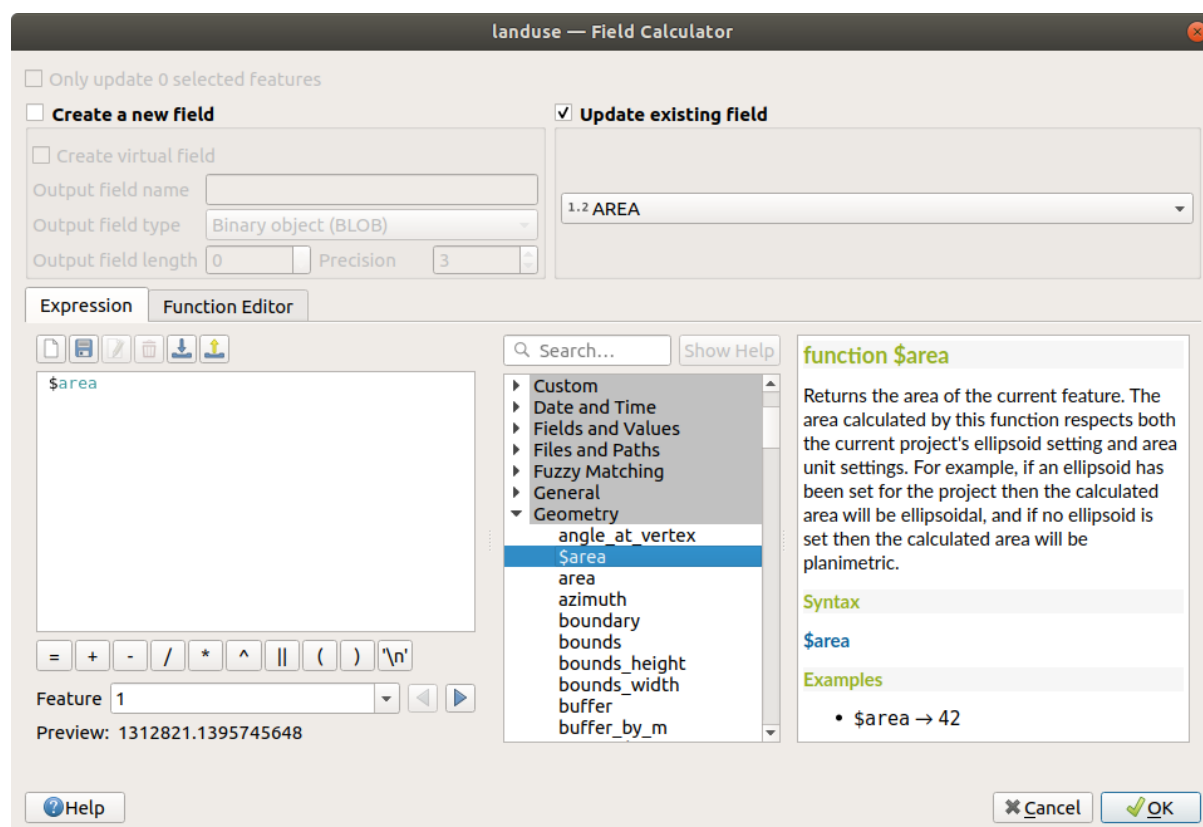 landuse — Field Calculator
Only update 0 selected features
Create a new field
Update existing field
Create virtual field
Output field name
Output field type Binary object (BLOB)
Output field length 0 Precision 3
1.2 AREA
Expression Function Editor
Search... Show Help
$area
Custom
Date and Time
Fields and Values
Files and Paths
Fuzzy Matching
General
Geometry
angle_at_vertex
$area
area
azimuth
boundary
bounds
bounds_height
bounds_width
buffer
buffer_by_m
function $area
Returns the area of the current feature. The
area calculated by this function respects both
the current project's ellipsoid setting and area
unit settings. For example, if an ellipsoid has
been set for the project then the calculated
area will be ellipsoidal, and if no ellipsoid is
set then the calculated area will be
planimetric.
Syntax
$area
Examples
• $area → 42
= + - / * ^ || ( ) '\n'
Feature 1
Preview: 1312821.1395745648
Help
Cancel OK